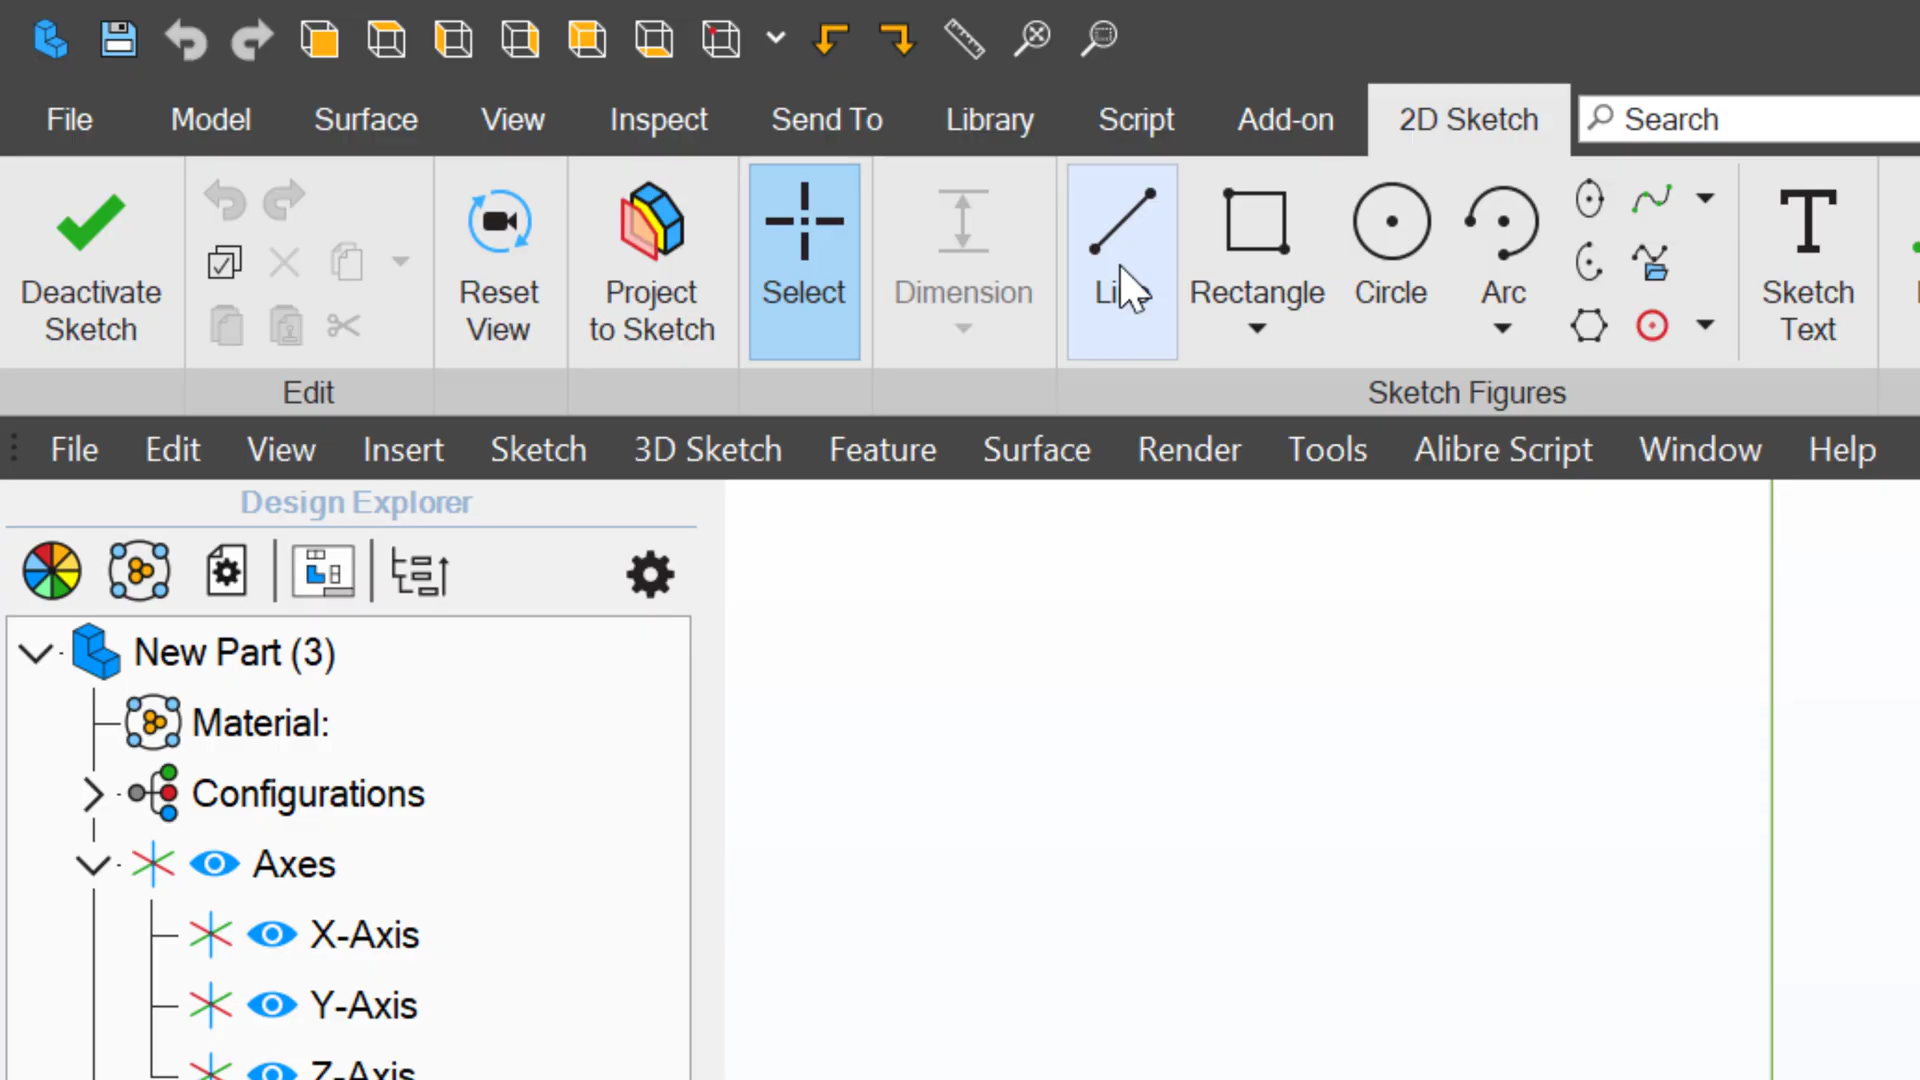 File Model Surface View Inspect Send To Library Script Add-on 2D Sketch Search
Deactivate Sketch
Reset View
Project to Sketch
Select
Dimension
Rectangle
Circle
Arc
Sketch Text
Edit
Sketch Figures
File Edit View Insert Sketch 3D Sketch Feature Surface Render Tools Alibre Script Window Help
Design Explorer
New Part (3)
Material:
Configurations
Axes
X-Axis
Y-Axis
Z-Axis